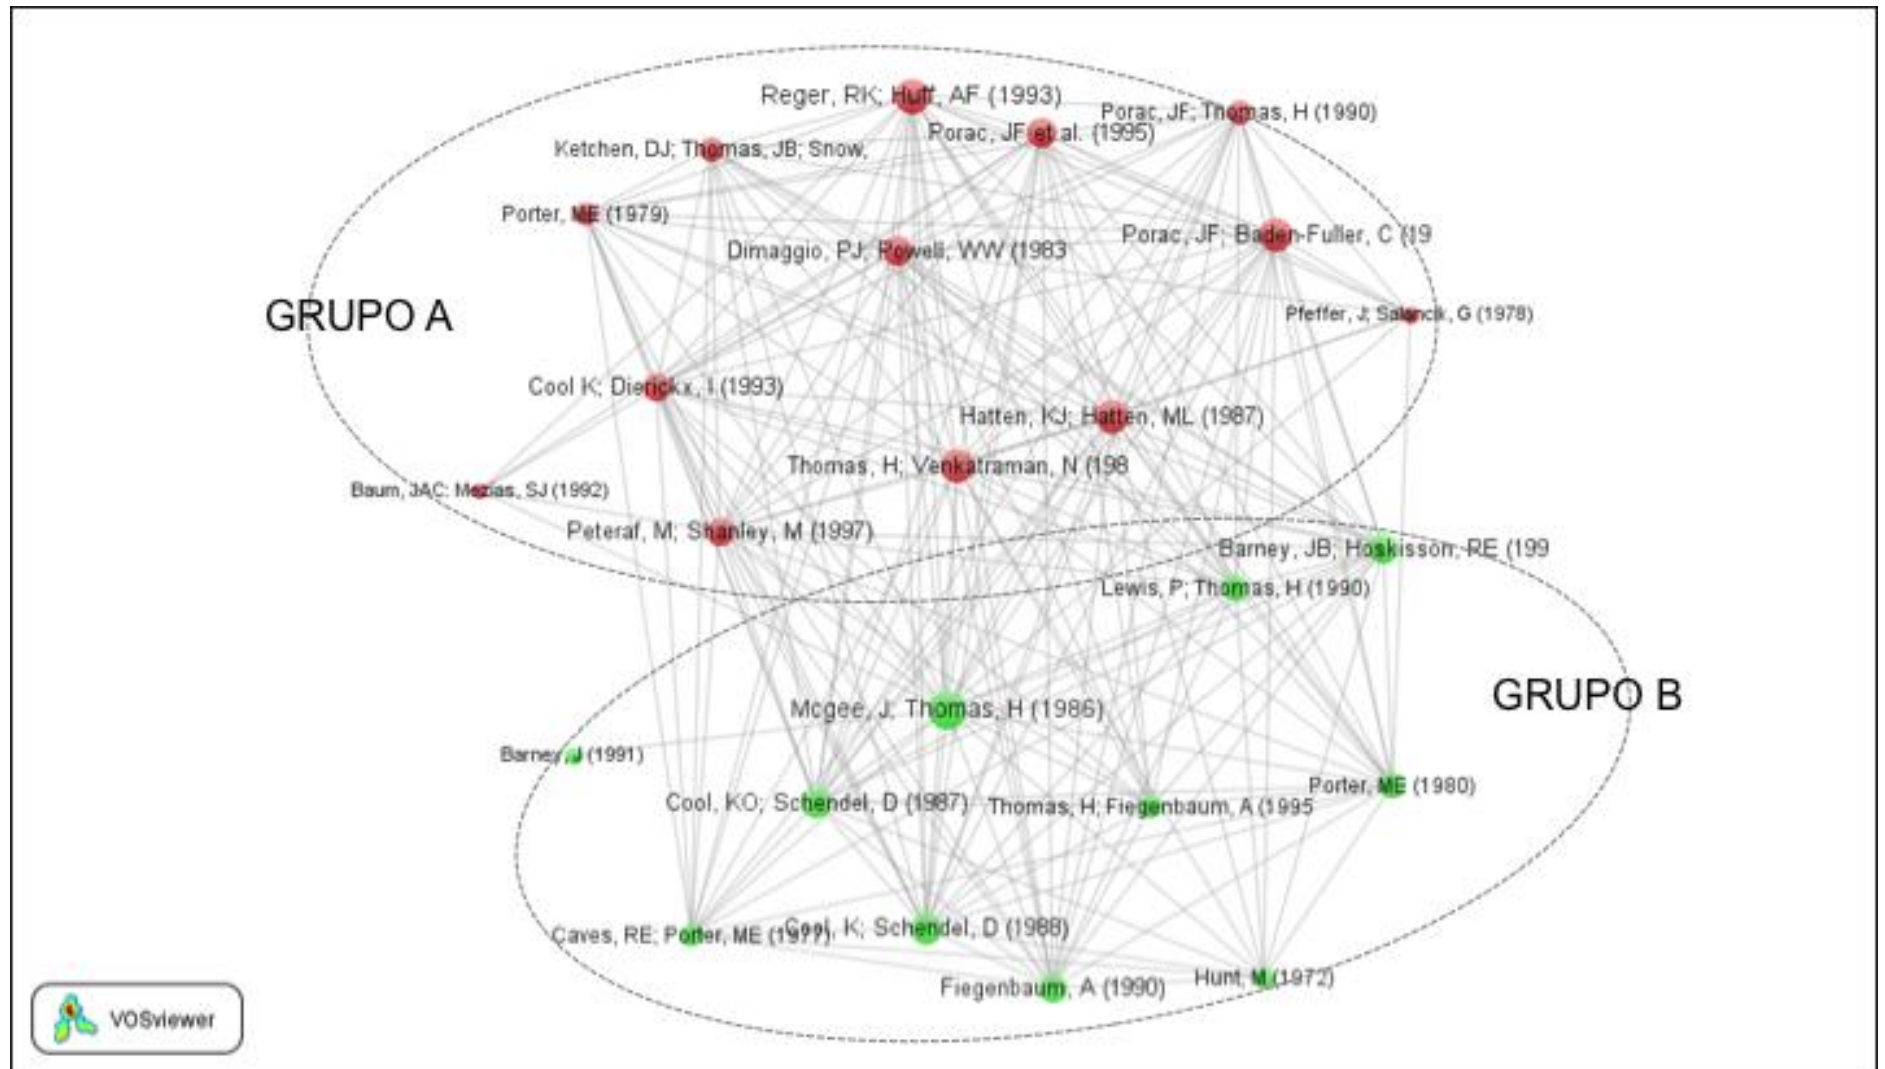 Reger, RK; Huff, AF (1993)
Porac, JF; Thomas, H (1990)
Porac, JF et al. (1995)
Ketchen, DJ; Thomas, JB; Snow,
Porter, ME (1979)
Porac, JF; Baden-Fuller, C (19
Dimaggio, PJ; Powell, WW (1983
GRUPO A
Pfeffer, J; Salancik, G (1978)
Cool K; Dierickx, I (1993)
Hatten, KJ; Hatten, ML (1987)
Thomas, H; Venkatraman, N (198
Baum, JAC; Mezias, SJ (1992)
Peteraf, M; Shanley, M (1997)
Barney, JB; Hoskisson, RE (199
Lewis, P; Thomas, H (1990)
GRUPO B
Mcgee, J; Thomas, H (1986)
Barney, J (1991)
Porter, ME (1980)
Cool, KO; Schendel, D (1987)
Thomas, H; Fiegenbaum, A (1995
Cool, K; Schendel, D (1988)
Caves, RE; Porter, ME (1977)
Hunt, M (1972)
Fiegenbaum, A (1990)
VOSviewer